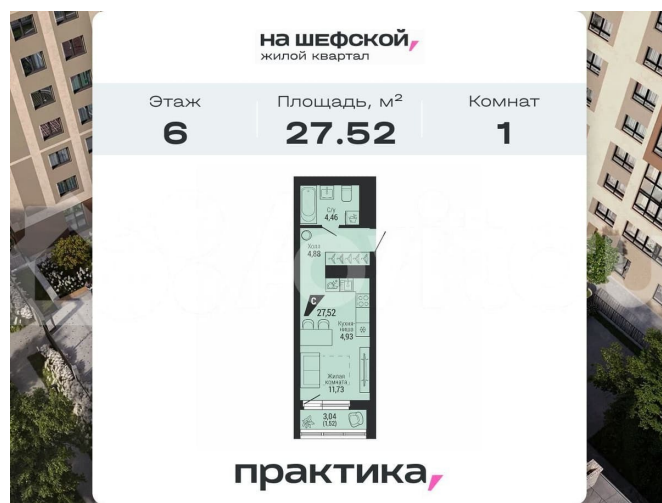 на шефской,
жилой квартал
Этаж
6
Площадь, м²
27.52
Комнат
1
С/у
4,46
Холл
4,88
С
27,52
Кухня
ниша
4,93
Жилая
комната
11,73
3,04
(1,52)
практика,